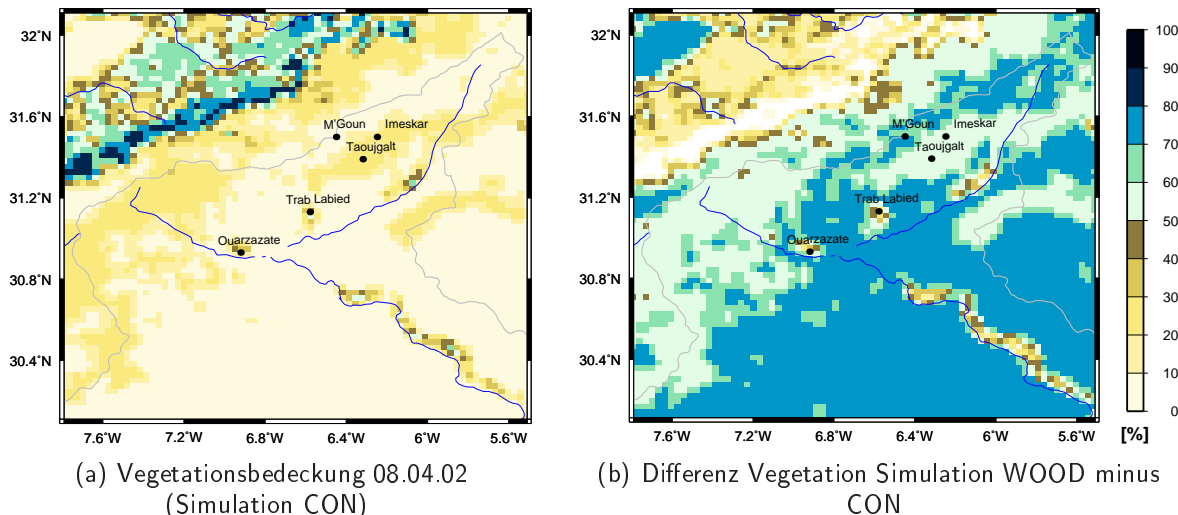 32°N
31.6°N
31.2°N
30.8°N
30.4°N
7.6°W
7.2°W
6.8°W
6.4°W
6°W
5.6°W
M'Goun
Imeskar
Taoujgalt
Trab Labied
Ouarzazate
(a) Vegetationsbedeckung 08.04.02
(Simulation CON)
32°N
31.6°N
31.2°N
30.8°N
30.4°N
7.6°W
7.2°W
6.8°W
6.4°W
6°W
5.6°W
M'Goun
Imeskar
Taoujgalt
Trab Labied
Ouarzazate
(b) Differenz Vegetation Simulation WOOD minus
CON
100
90
80
70
60
50
40
30
20
10
0
[%]